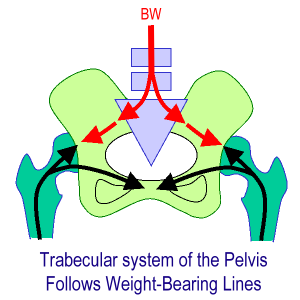 BW
Trabecular system of the Pelvis
Follows Weight-Bearing Lines